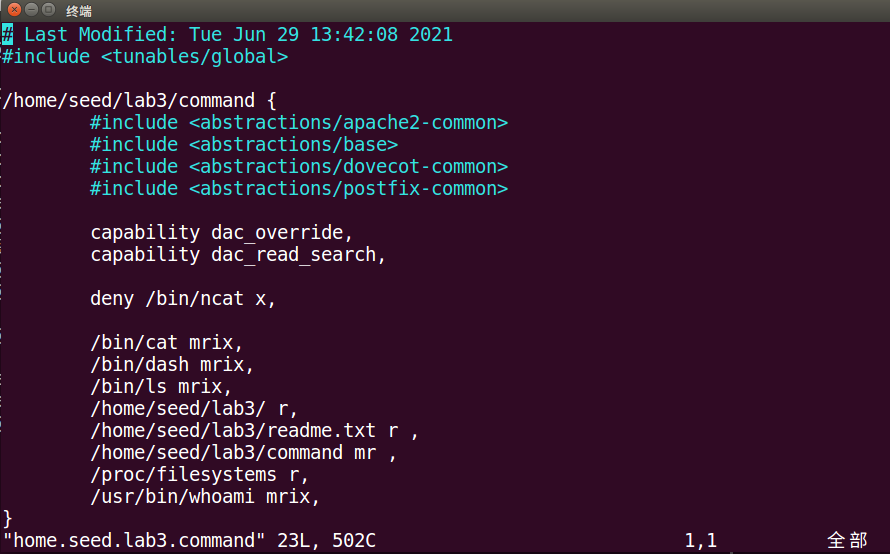 终端
# Last Modified: Tue Jun 29 13:42:08 2021
#include <tunables/global>
/home/seed/lab3/command {
#include <abstractions/apache2-common>
#include <abstractions/base>
#include <abstractions/dovecot-common>
#include <abstractions/postfix-common>
capability dac_override,
capability dac_read_search,
deny /bin/ncat x,
/bin/cat mrix,
/bin/dash mrix,
/bin/ls mrix,
/home/seed/lab3/ r,
/home/seed/lab3/readme.txt r ,
/home/seed/lab3/command mr ,
/proc/filesystems r,
/usr/bin/whoami mrix,
}
"home.seed.lab3.command" 23L, 502C 1,1 全部